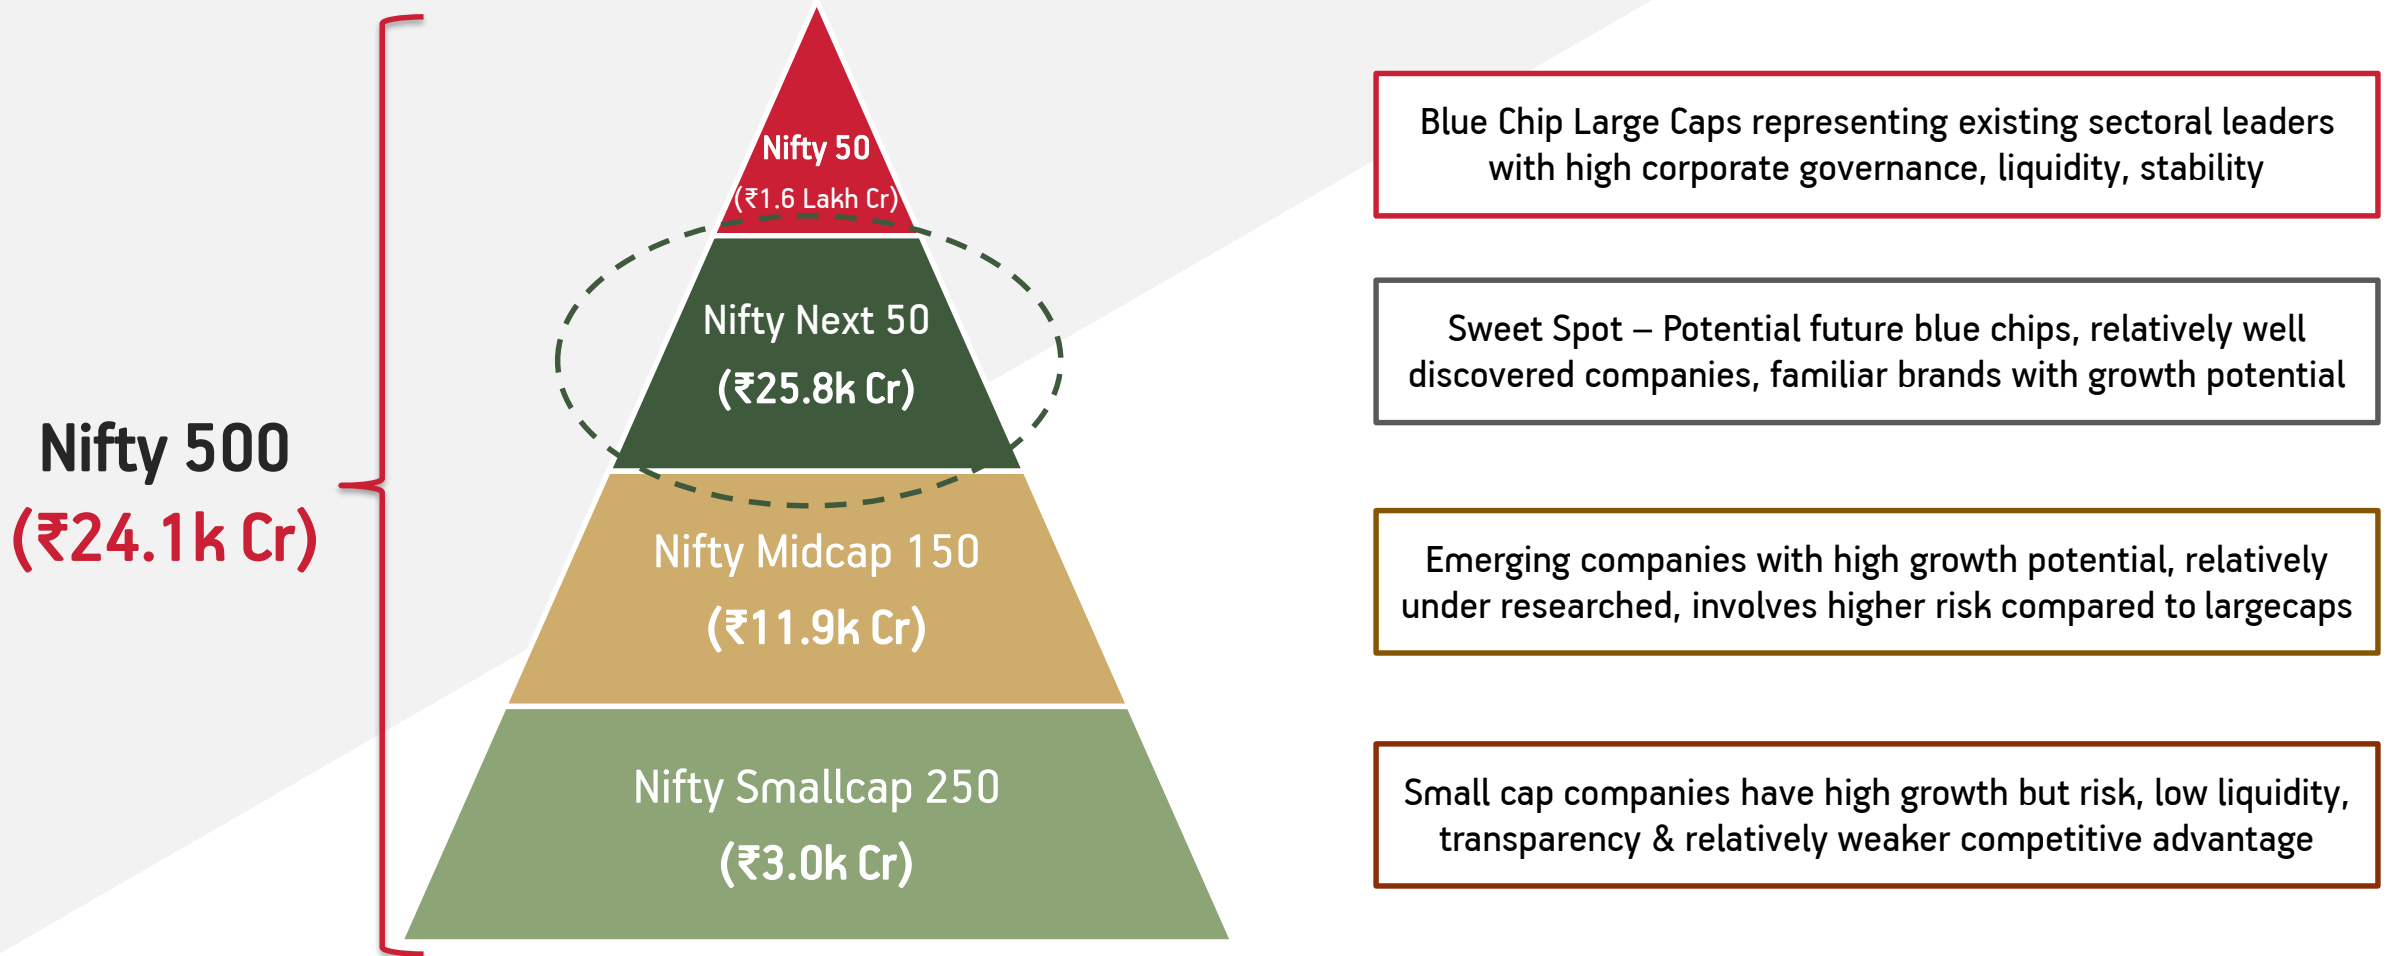 Nifty 500
(₹24.1k Cr)
Nifty 50
(₹1.6 Lakh Cr)
Nifty Next 50
(₹25.8k Cr)
Nifty Midcap 150
(₹11.9k Cr)
Nifty Smallcap 250
(₹3.0k Cr)
Blue Chip Large Caps representing existing sectoral leaders
with high corporate governance, liquidity, stability
Sweet Spot – Potential future blue chips, relatively well
discovered companies, familiar brands with growth potential
Emerging companies with high growth potential, relatively
under researched, involves higher risk compared to largecaps
Small cap companies have high growth but risk, low liquidity,
transparency & relatively weaker competitive advantage